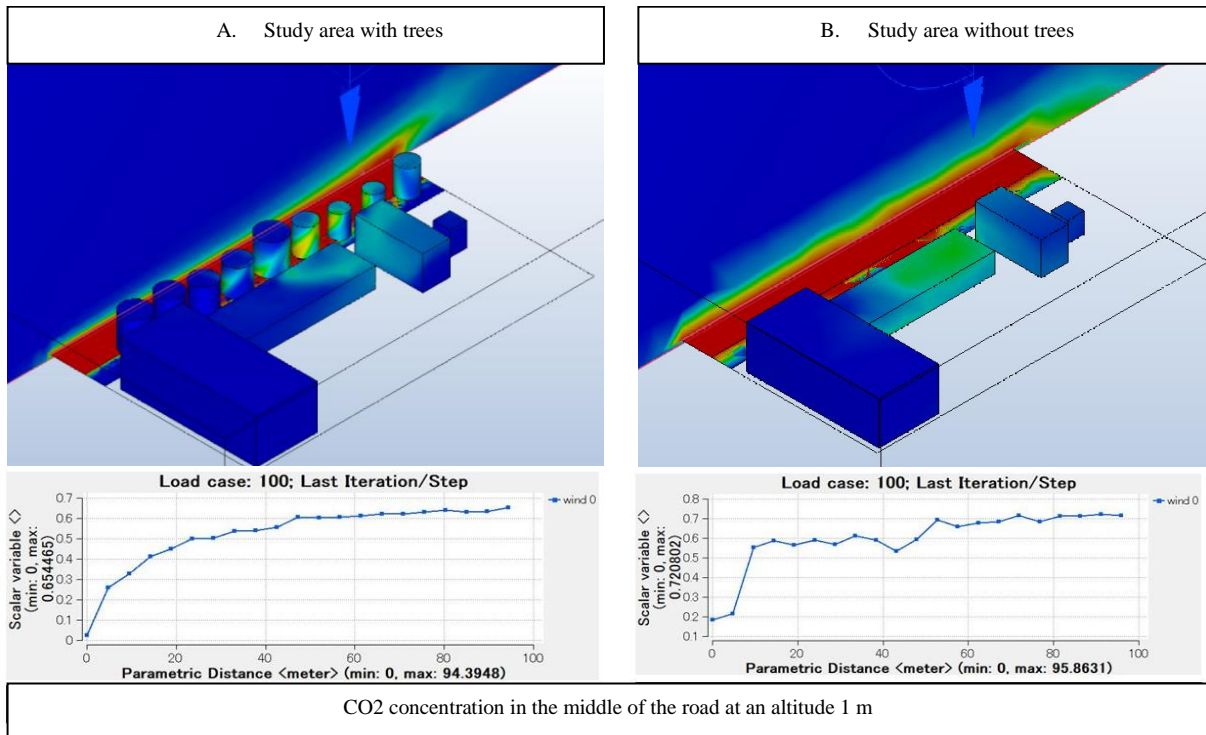 A. Study area with trees
B. Study area without trees
Load case: 100; Last Iteration/Step
wind 0
Scalar variable <>
(min: 0, max:
0.654465)
0.7
0.6
0.5
0.4
0.3
0.2
0.1
0
0 20 40 60 80 100
Parametric Distance <meter> (min: 0, max: 94.3948)
Load case: 100; Last Iteration/Step
wind 0
Scalar variable <>
(min: 0, max:
0.720802)
0.8
0.7
0.6
0.5
0.4
0.3
0.2
0.1
0 20 40 60 80 100
Parametric Distance <meter> (min: 0, max: 95.8631)
CO2 concentration in the middle of the road at an altitude 1 m